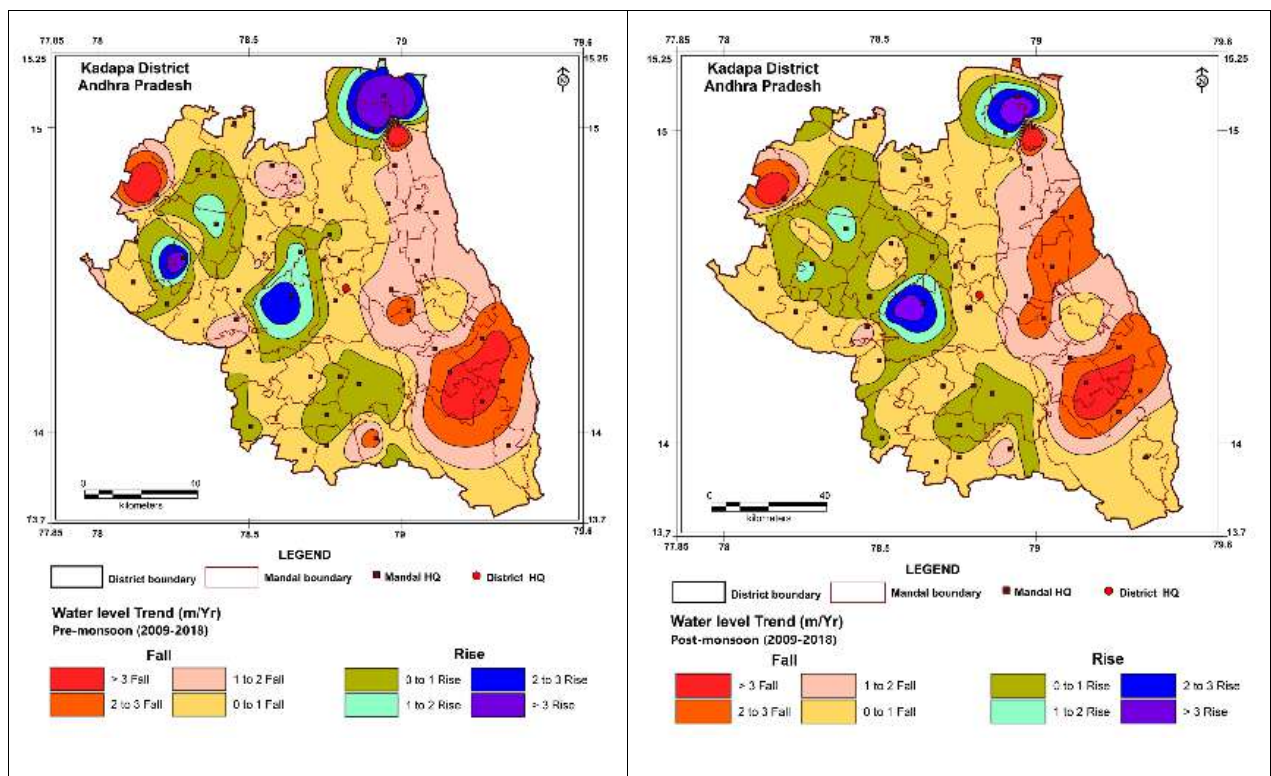 77.85 78 78.5 79 79.6
15.25 15.25
Kadapa District
Andhra Pradesh
N
15 15
14 14
0 40
kilometers
13.7 13.7
77.85 78 78.5 79 79.6
LEGEND
District boundary Mandal boundary Mandal HQ District HQ
Water level Trend (m/Yr)
Pre-monsoon (2009-2018)
Fall Rise
> 3 Fall 1 to 2 Fall 0 to 1 Rise 2 to 3 Rise
2 to 3 Fall 0 to 1 Fall 1 to 2 Rise > 3 Rise
77.85 78 78.5 79 79.6
15.25 15.25
Kadapa District
Andhra Pradesh
N
15 15
14 14
0 40
kilometers
13.7 13.7
77.85 78 78.5 79 79.6
LEGEND
District boundary Mandal boundary Mandal HQ District HQ
Water level Trend (m/Yr)
Post-monsoon (2009-2018)
Fall Rise
> 3 Fall 1 to 2 Fall 0 to 1 Rise 2 to 3 Rise
2 to 3 Fall 0 to 1 Fall 1 to 2 Rise > 3 Rise